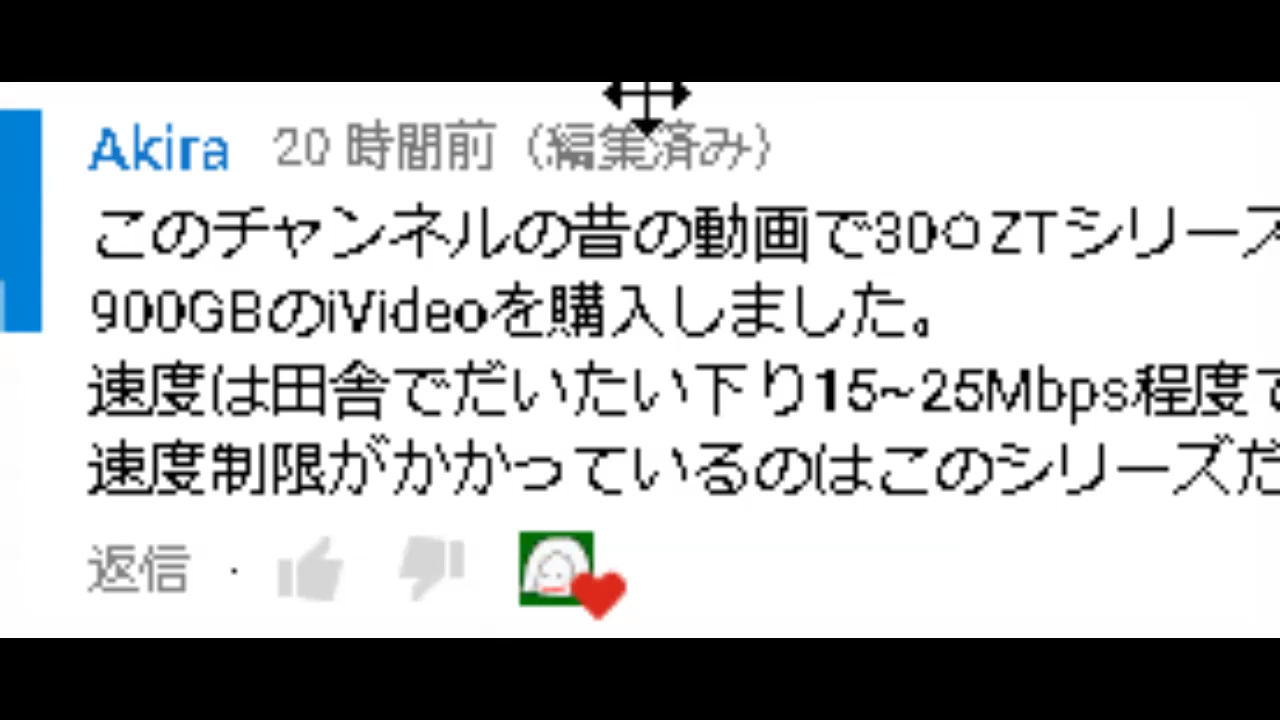 Akira 20 時間前 (編集済み)
このチャンネルの昔の動画で30○ZTシリーズ
900GBのiVideoを購入しました。
速度は田舎でだいたい下り15~25Mbps程度で
速度制限がかかっているのはこのシリーズだ
返信 ·